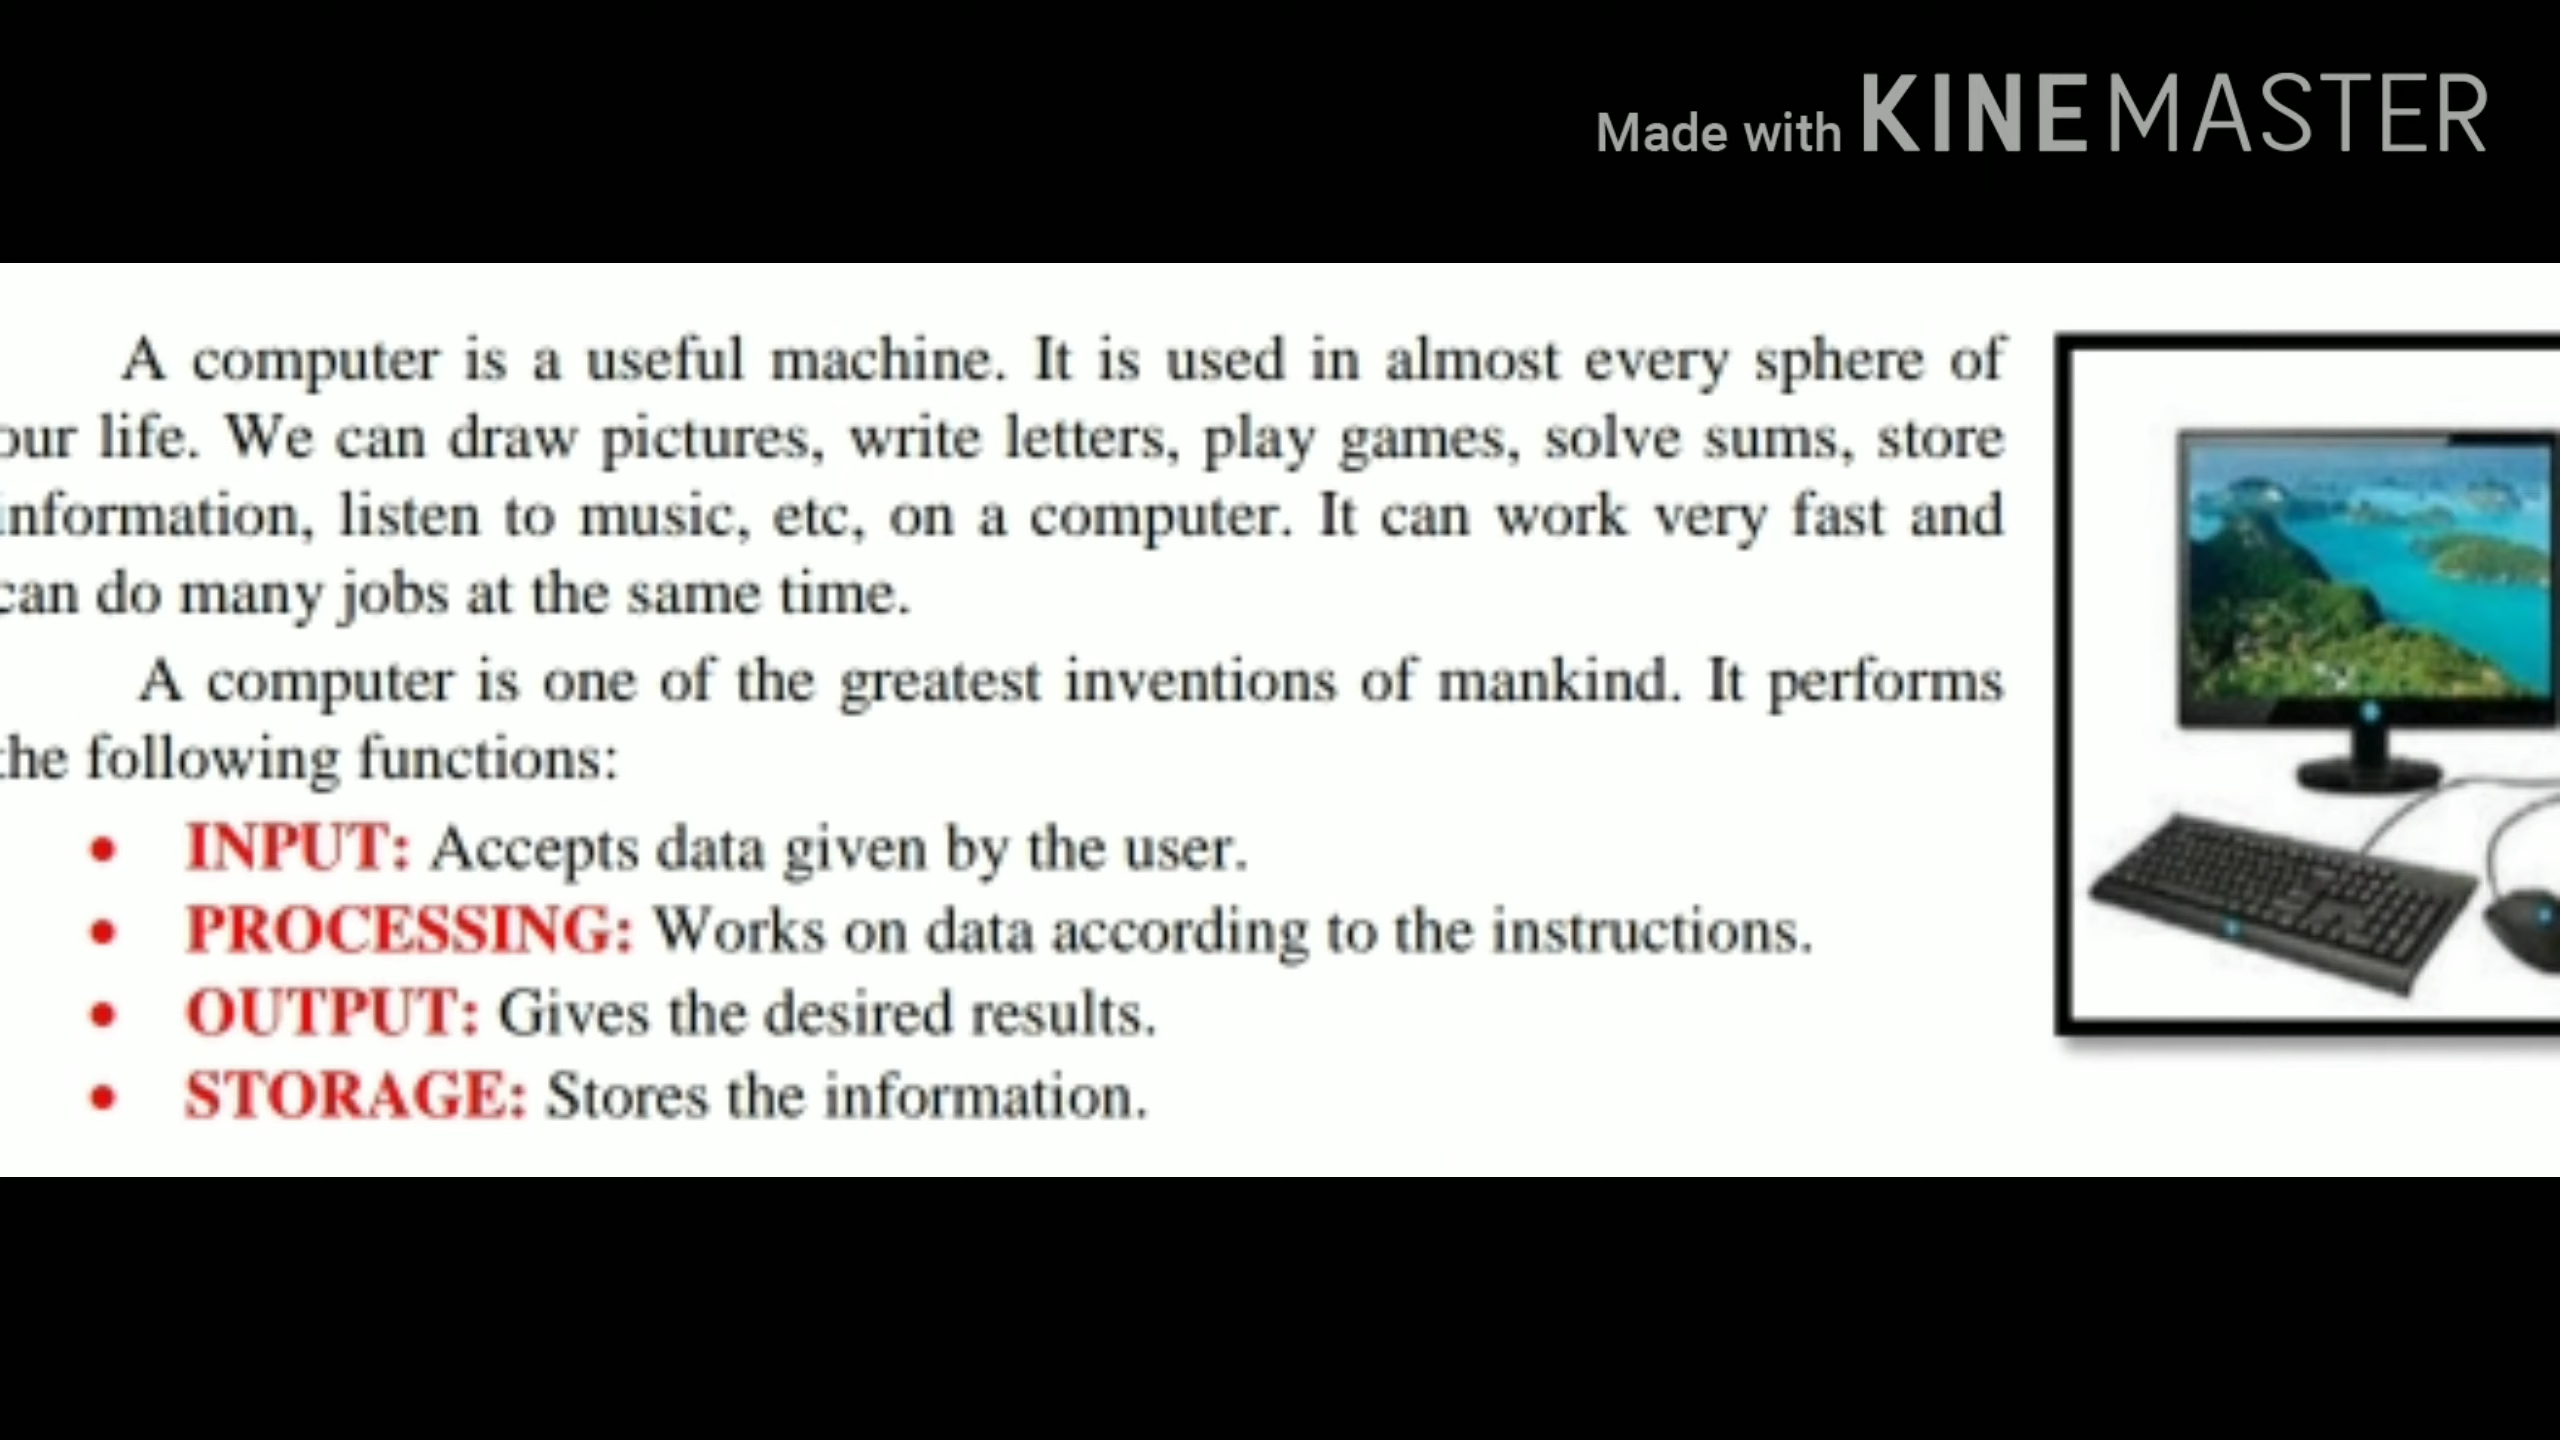 Made with KINEMASTER
A computer is a useful machine. It is used in almost every sphere of
our life. We can draw pictures, write letters, play games, solve sums, store
information, listen to music, etc, on a computer. It can work very fast and
can do many jobs at the same time.
A computer is one of the greatest inventions of mankind. It performs
the following functions:
• INPUT: Accepts data given by the user.
• PROCESSING: Works on data according to the instructions.
• OUTPUT: Gives the desired results.
• STORAGE: Stores the information.